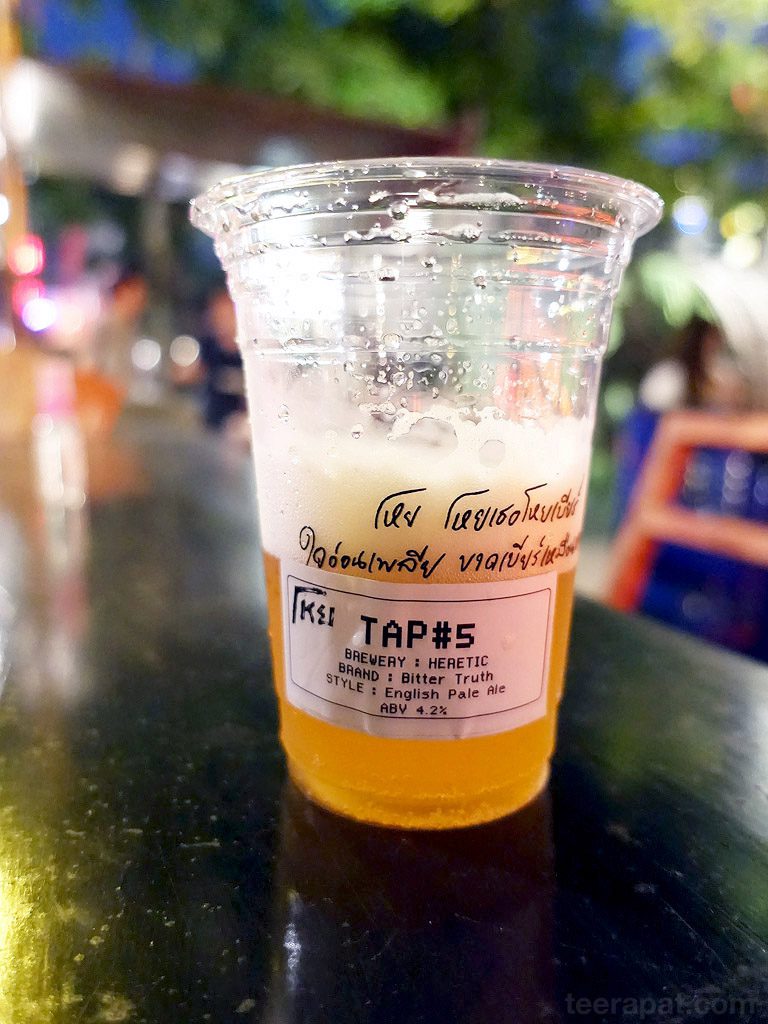 โหย โหยเธอโหยเบียร์
ใจอ่อนเพลีย ขาดเบียร์
โหย TAP#5
BREWERY : HERETIC
BRAND : Bitter Truth
STYLE : English Pale Ale
ABV 4.2%
teerapat.com